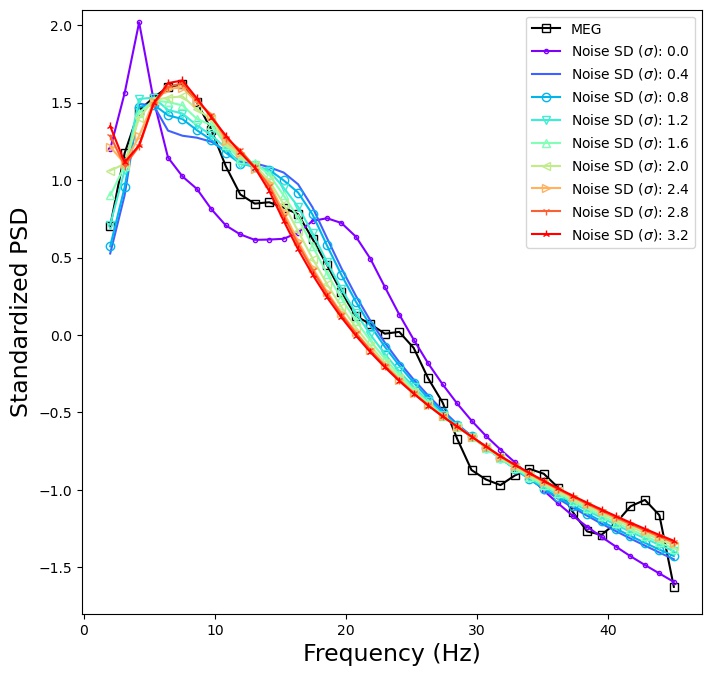 2.0
1.5
1.0
0.5
0.0
−0.5
−1.0
−1.5
Standardized PSD
0
10
20
30
40
Frequency (Hz)
MEG
Noise SD (σ): 0.0
Noise SD (σ): 0.4
Noise SD (σ): 0.8
Noise SD (σ): 1.2
Noise SD (σ): 1.6
Noise SD (σ): 2.0
Noise SD (σ): 2.4
Noise SD (σ): 2.8
Noise SD (σ): 3.2